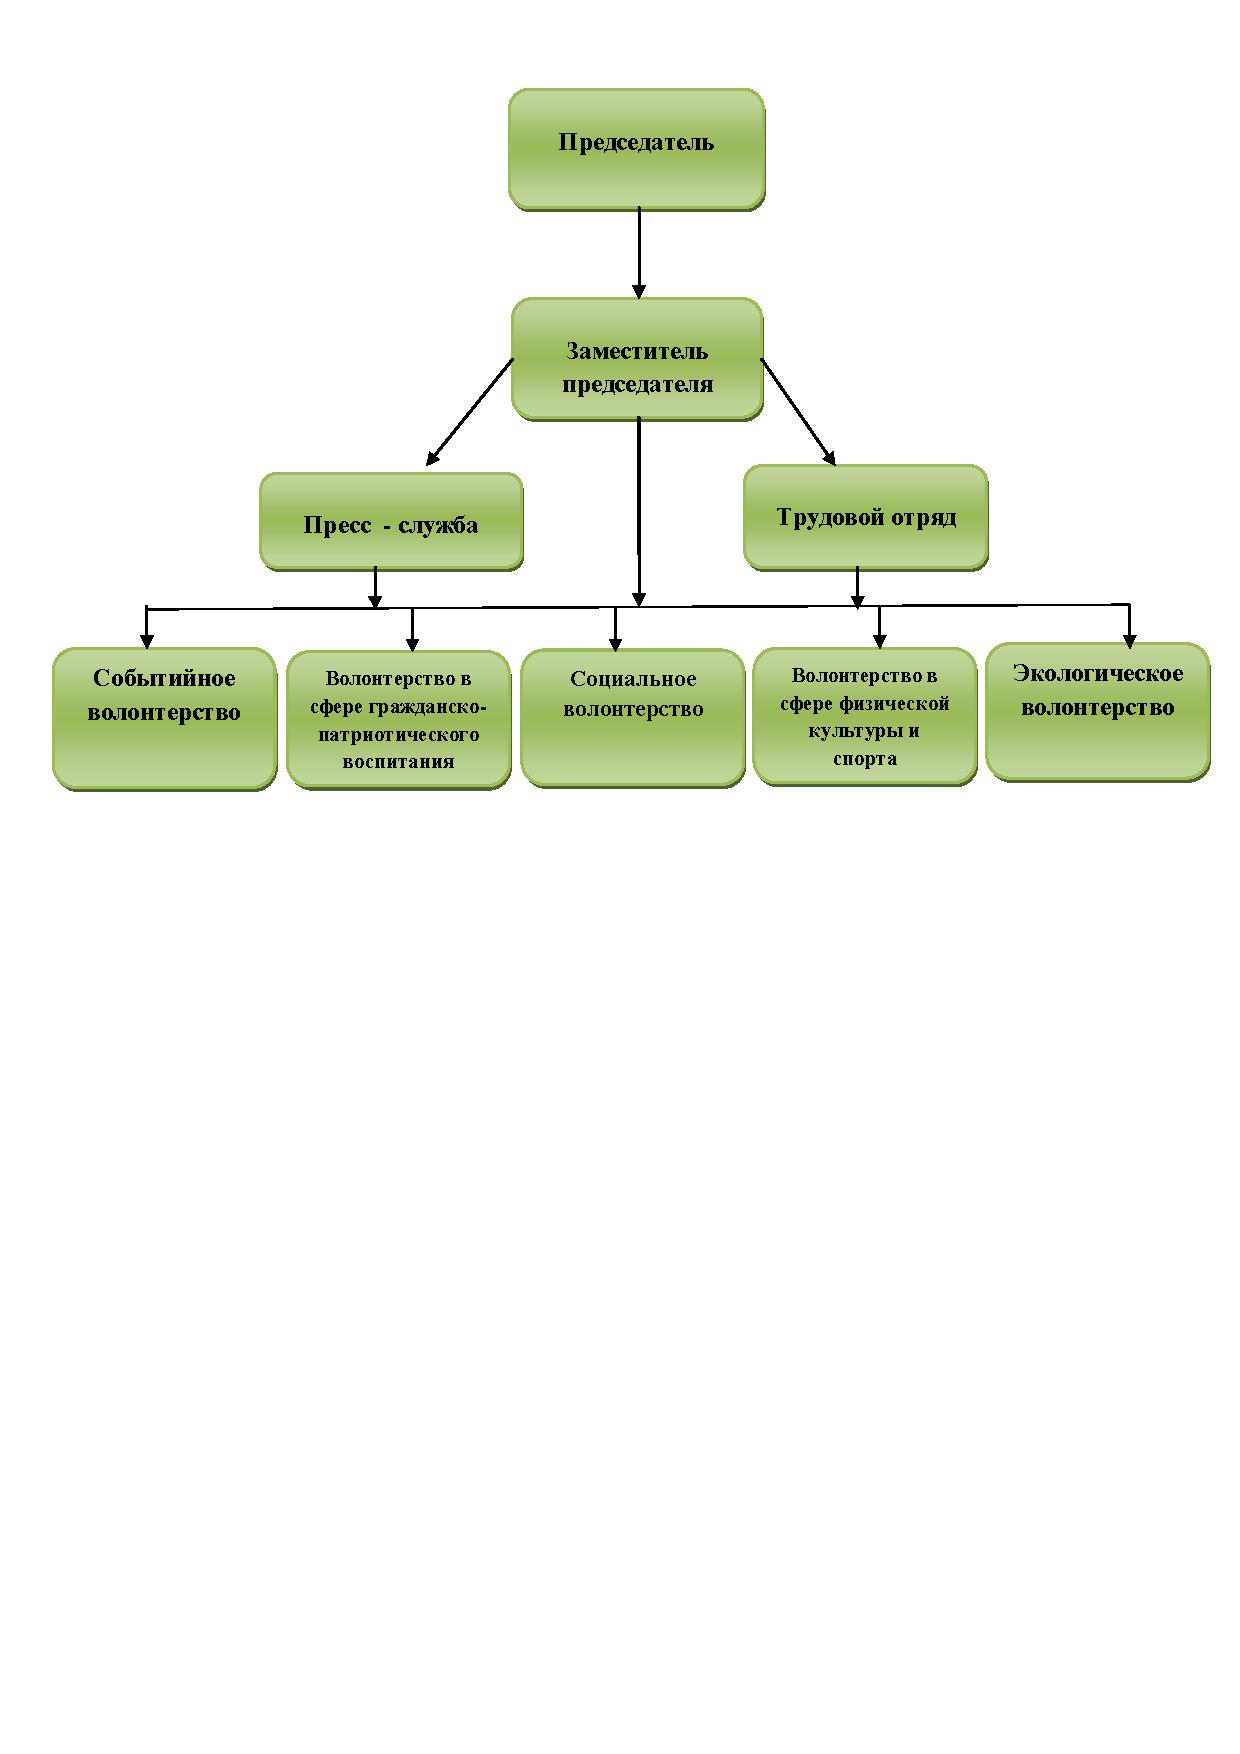 Председатель
Заместитель
председателя
Пресс - служба
Трудовой отряд
Событийное
волонтерство
Волонтерство в
сфере гражданско-
патриотического
воспитания
Социальное
волонтерство
Волонтерство в
сфере физической
культуры и
спорта
Экологическое
волонтерство